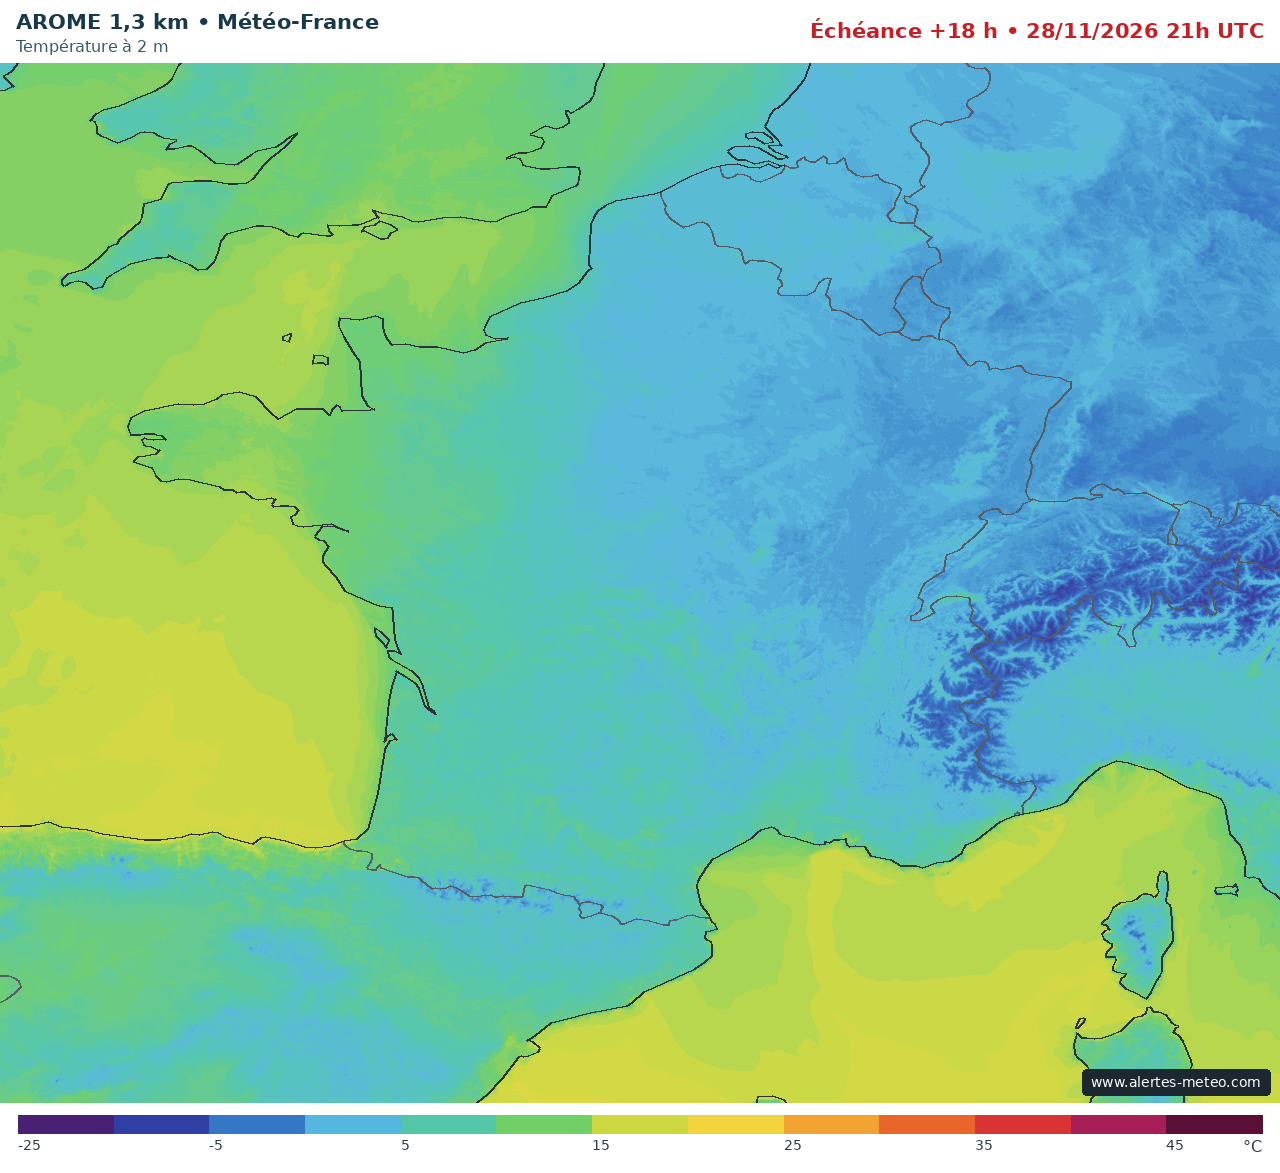 AROME 1,3 km • Météo-France
Température à 2 m
Échéance +18 h • 28/11/2026 21h UTC
www.alertes-meteo.com
-25 -5 5 15 25 35 45 °C